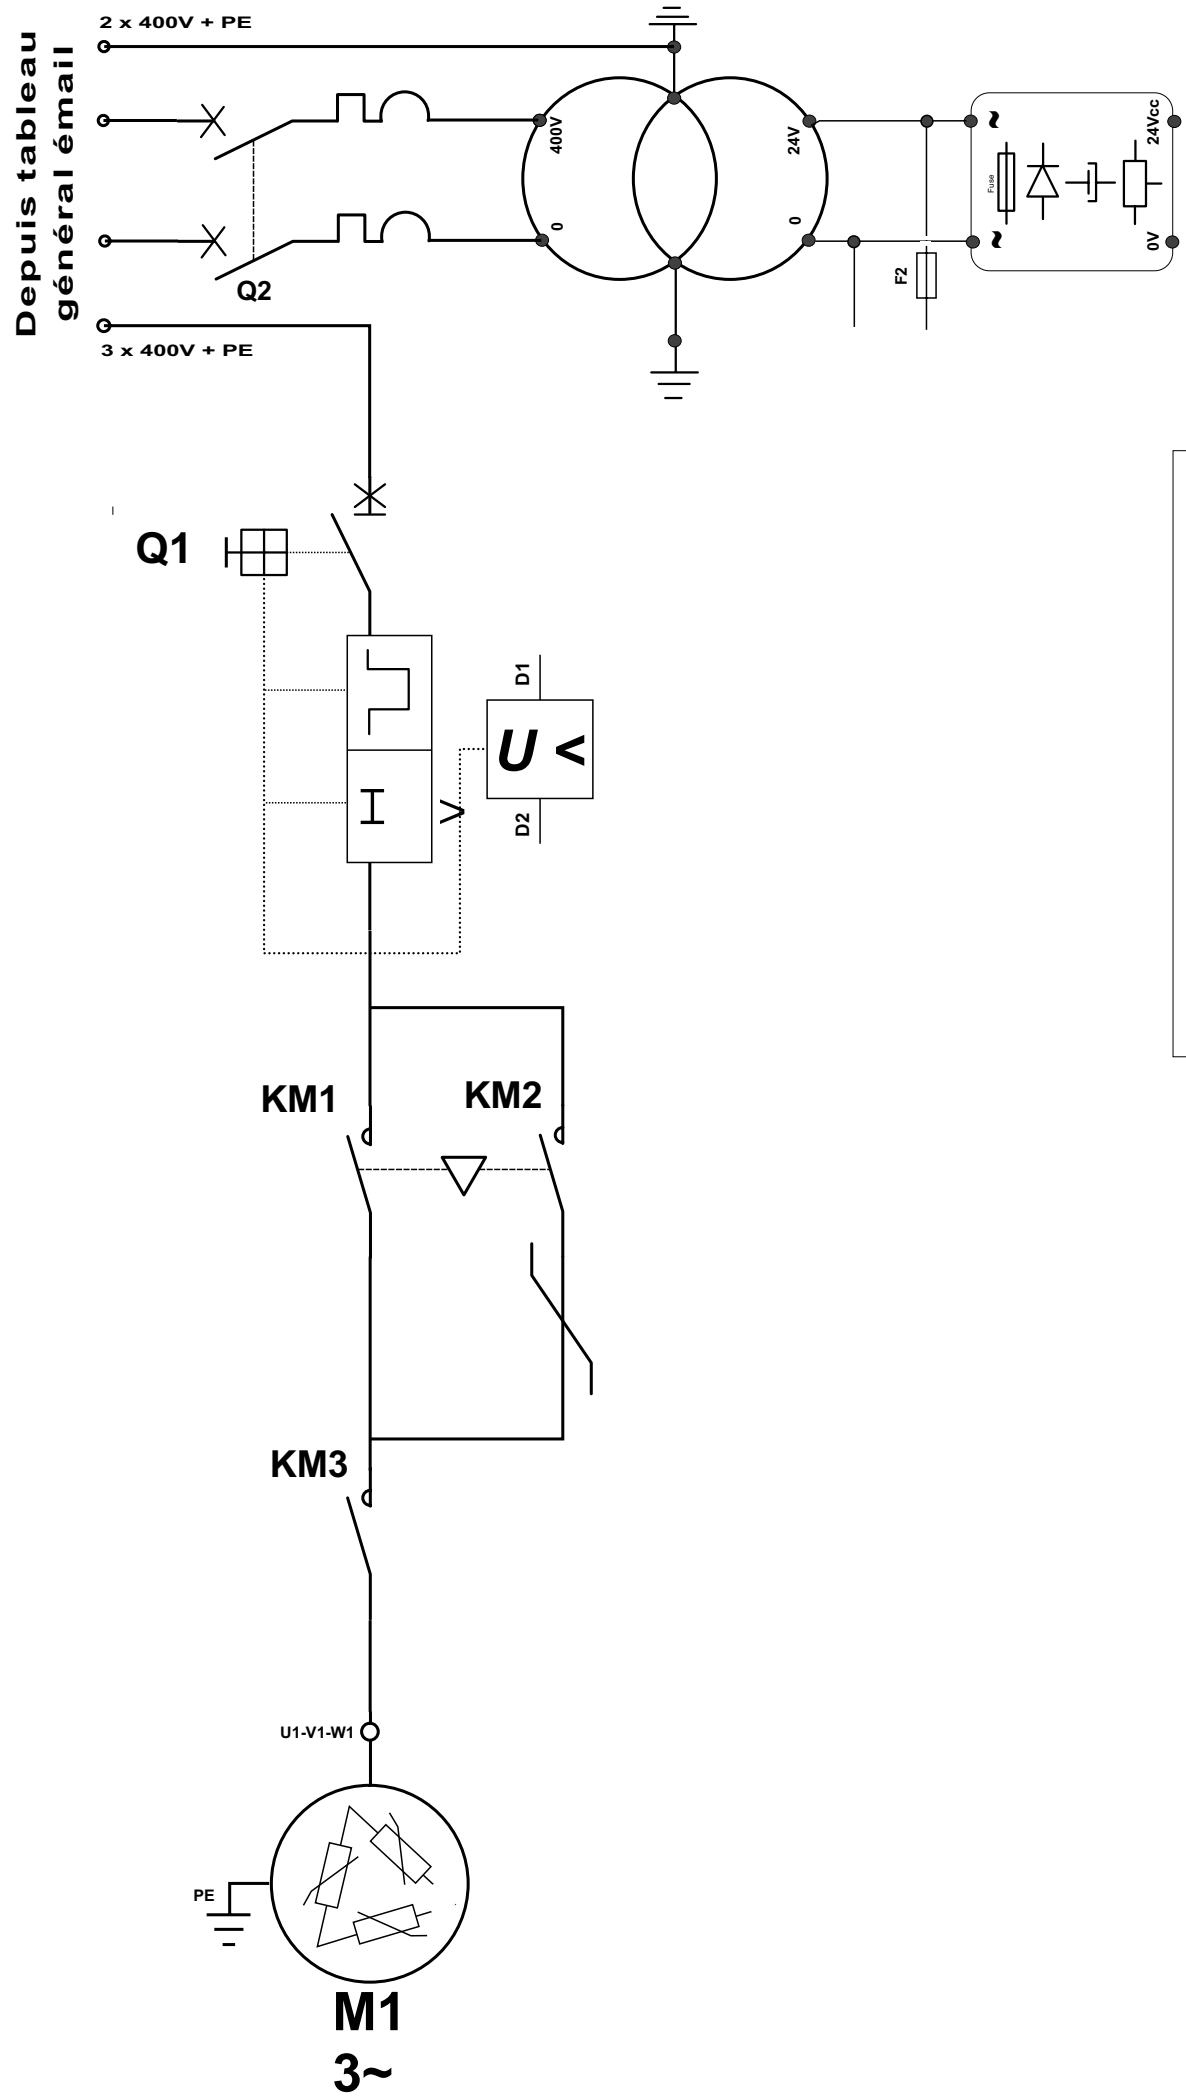 Depuis tableau
général émail
2 x 400V + PE
400V
0
24V
0
Q2
F2
~
~
Fuse
24Vcc
0V
3 x 400V + PE
Q1
D1
U <
I >
D2
KM1
KM2
KM3
U1-V1-W1
PE
M1
3~